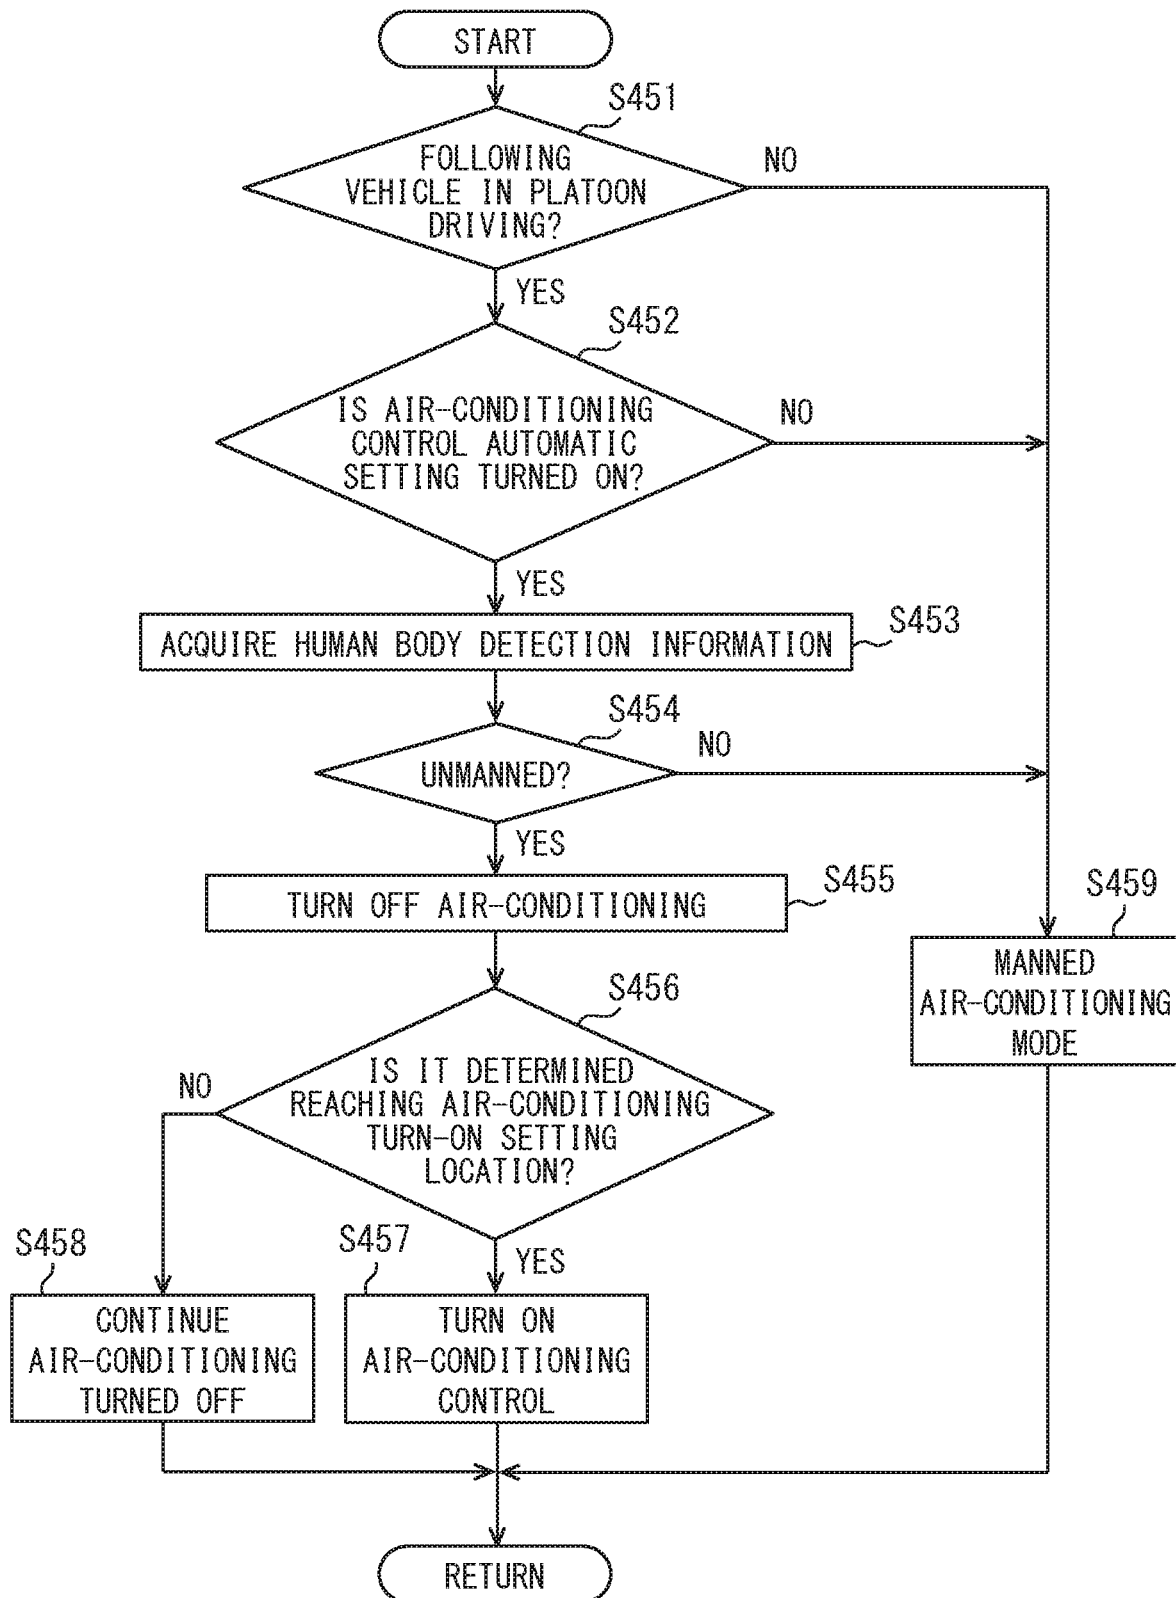 START
S451
FOLLOWING
VEHICLE IN PLATOON
DRIVING?
NO
YES
S452
IS AIR-CONDITIONING
CONTROL AUTOMATIC
SETTING TURNED ON?
NO
YES
S453
ACQUIRE HUMAN BODY DETECTION INFORMATION
S454
UNMANNED?
NO
YES
S455
TURN OFF AIR-CONDITIONING
S459
MANNED
AIR-CONDITIONING
MODE
S456
IS IT DETERMINED
REACHING AIR-CONDITIONING
TURN-ON SETTING
LOCATION?
NO
YES
S458
CONTINUE
AIR-CONDITIONING
TURNED OFF
S457
TURN ON
AIR-CONDITIONING
CONTROL
RETURN